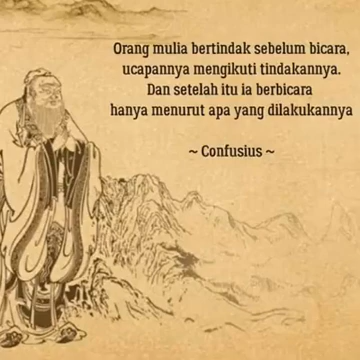 Orang mulia bertindak sebelum bicara,
ucapannya mengikuti tindakannya.
Dan setelah itu ia berbicara
hanya menurut apa yang dilakukannya
~ Confusius ~